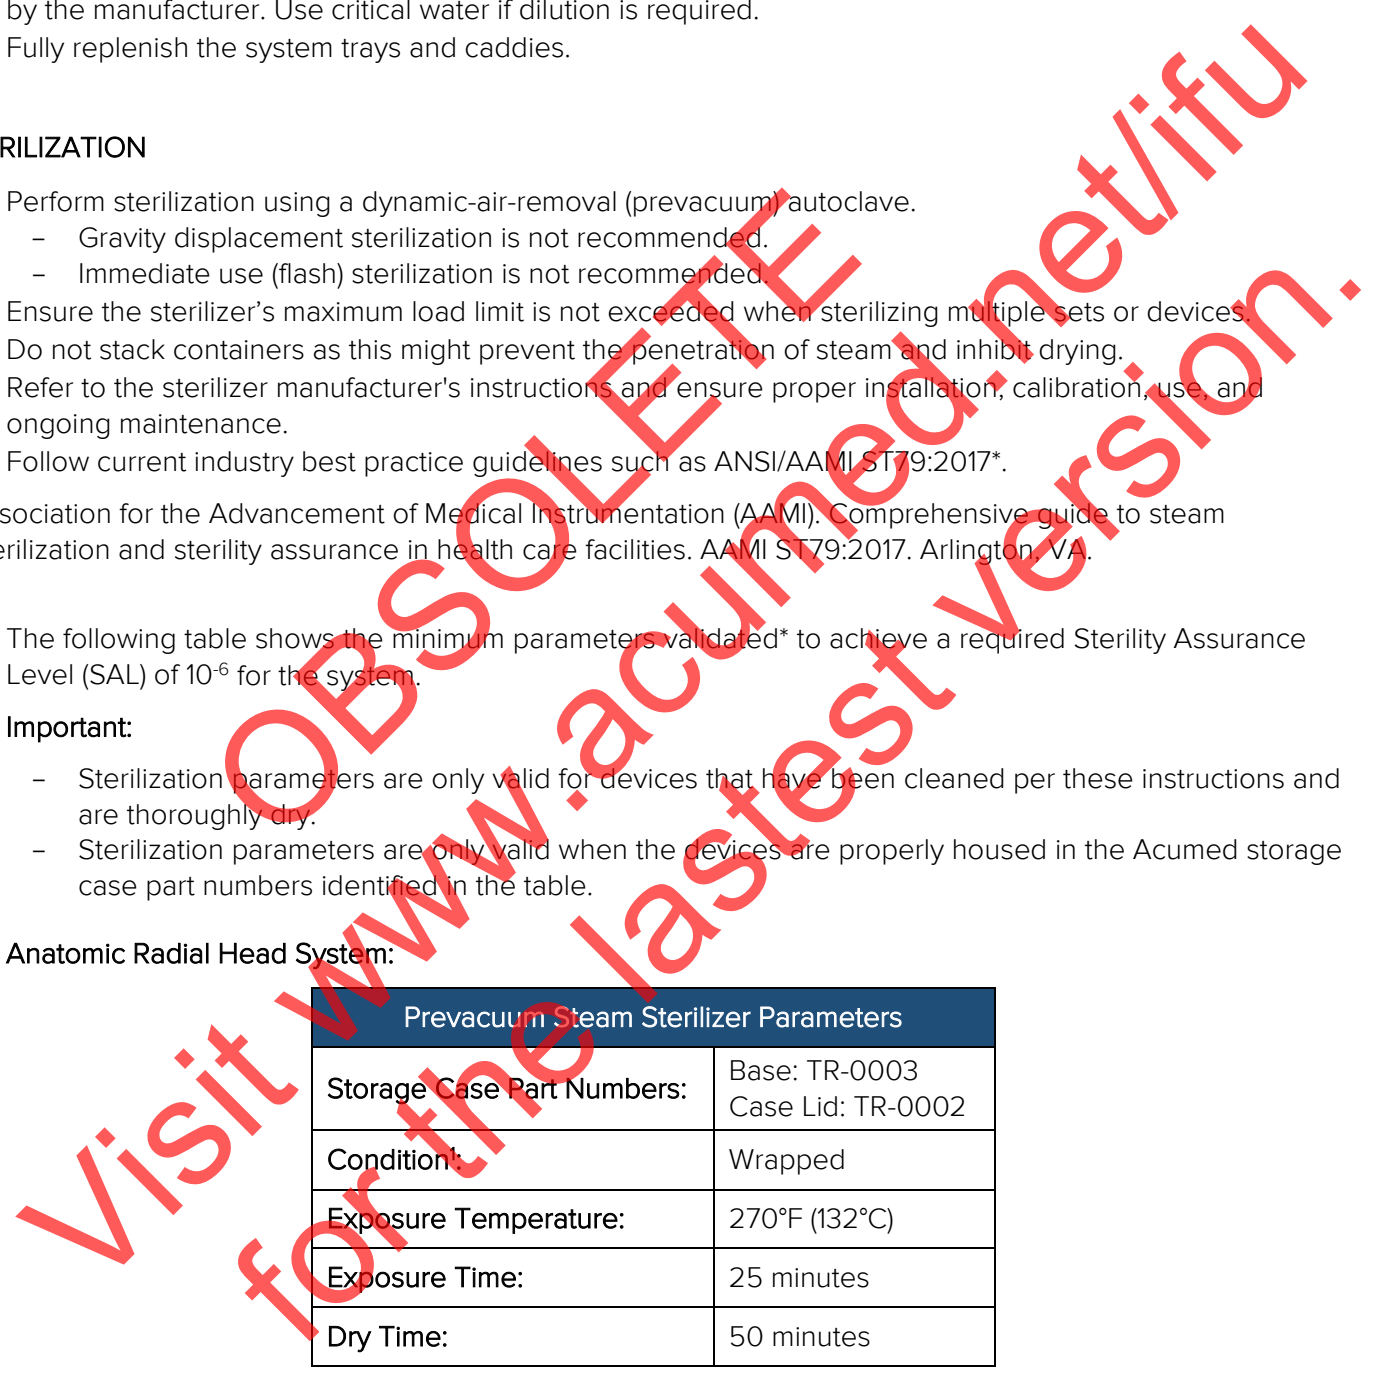 by the manufacturer. Use critical water if dilution is required.
Fully replenish the system trays and caddies.
RILIZATION
Perform sterilization using a dynamic-air-removal (prevacuum) autoclave.
– Gravity displacement sterilization is not recommended.
– Immediate use (flash) sterilization is not recommended.
Ensure the sterilizer’s maximum load limit is not exceeded when sterilizing multiple sets or devices.
Do not stack containers as this might prevent the penetration of steam and inhibit drying.
Refer to the sterilizer manufacturer's instructions and ensure proper installation, calibration, use, and
ongoing maintenance.
Follow current industry best practice guidelines such as ANSI/AAMI ST79:2017*.
sociation for the Advancement of Medical Instrumentation (AAMI). Comprehensive guide to steam
erilization and sterility assurance in health care facilities. AAMI ST79:2017. Arlington, VA.
The following table shows the minimum parameters validated* to achieve a required Sterility Assurance
Level (SAL) of 10⁻⁶ for the system.
Important:
– Sterilization parameters are only valid for devices that have been cleaned per these instructions and
are thoroughly dry.
– Sterilization parameters are only valid when the devices are properly housed in the Acumed storage
case part numbers identified in the table.
Anatomic Radial Head System:
Prevacuum Steam Sterilizer Parameters
Storage Case Part Numbers: Base: TR-0003
Case Lid: TR-0002
Condition¹: Wrapped
Exposure Temperature: 270°F (132°C)
Exposure Time: 25 minutes
Dry Time: 50 minutes
OBSOLETE
Visit www.acumed.net/ifu
for the lastest version.